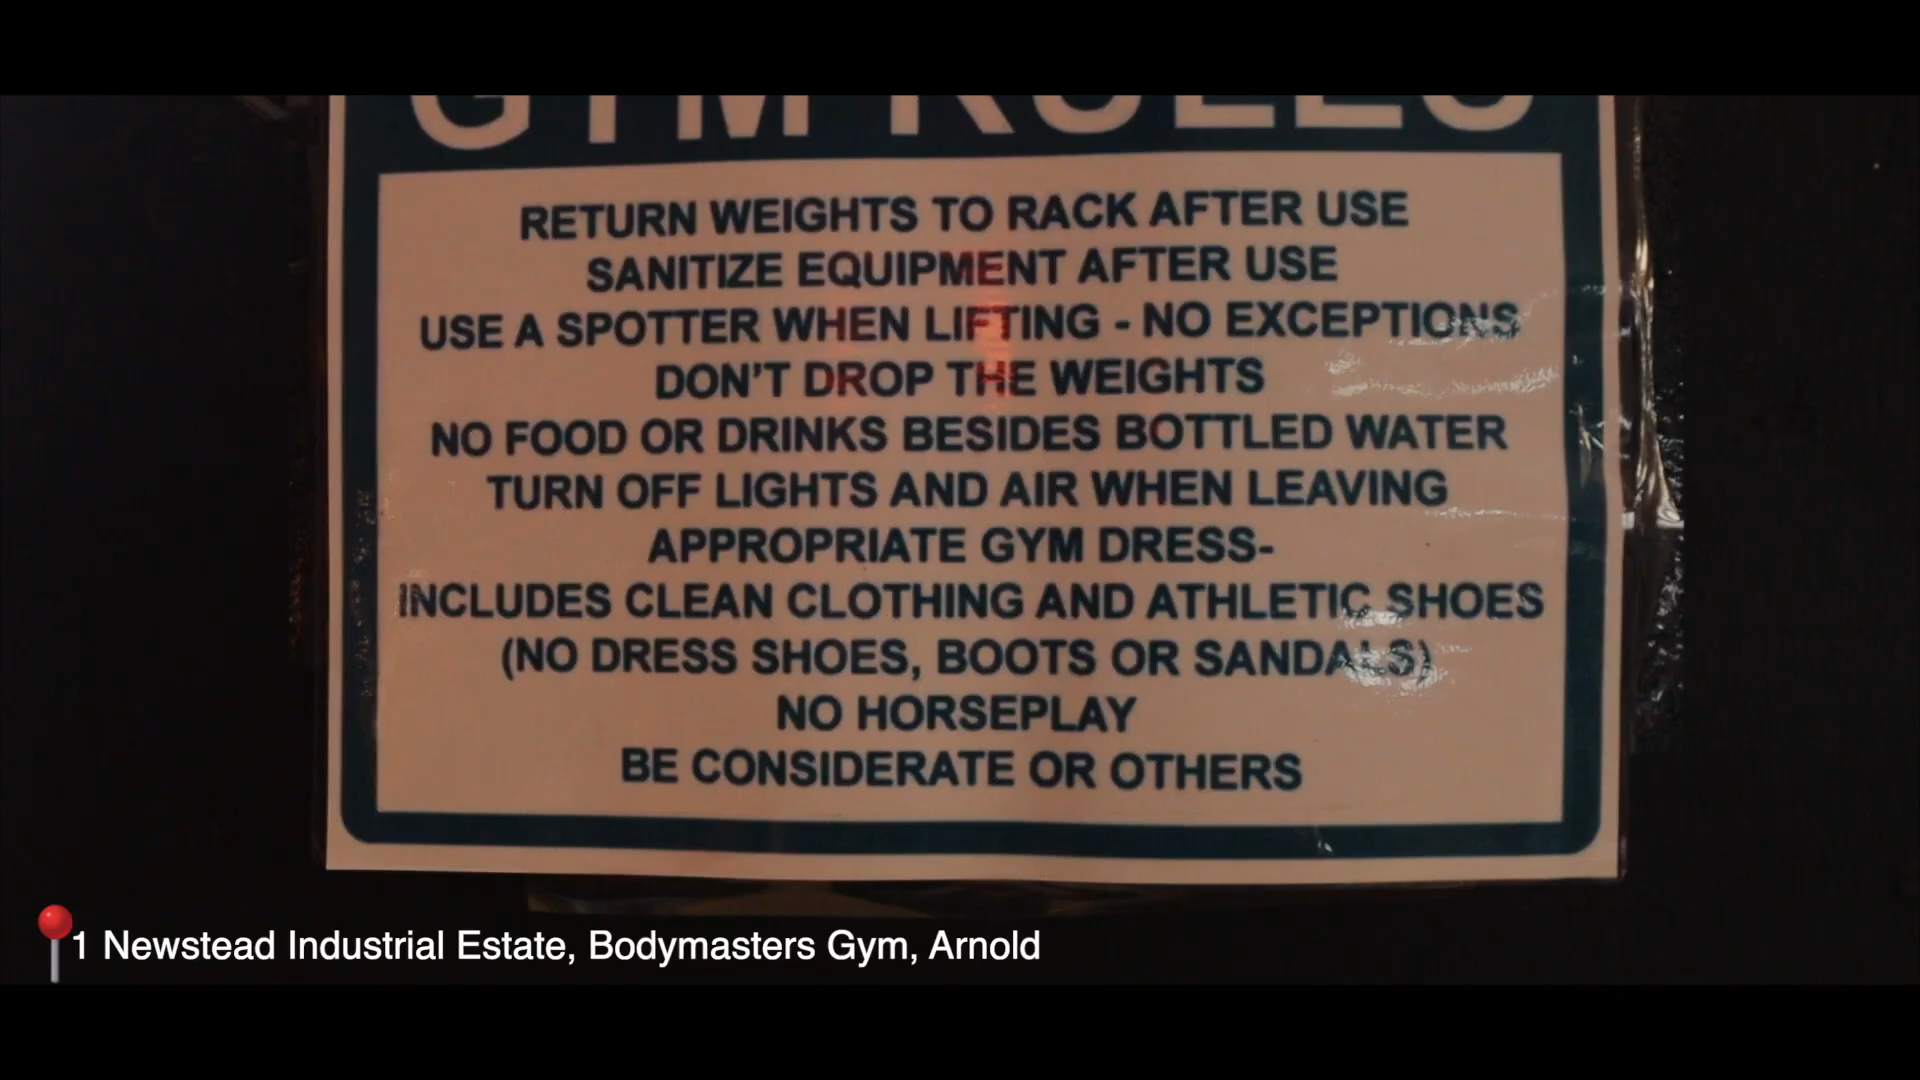 GYM RULES
RETURN WEIGHTS TO RACK AFTER USE
SANITIZE EQUIPMENT AFTER USE
USE A SPOTTER WHEN LIFTING - NO EXCEPTIONS
DON'T DROP THE WEIGHTS
NO FOOD OR DRINKS BESIDES BOTTLED WATER
TURN OFF LIGHTS AND AIR WHEN LEAVING
APPROPRIATE GYM DRESS-
INCLUDES CLEAN CLOTHING AND ATHLETIC SHOES
(NO DRESS SHOES, BOOTS OR SANDALS)
NO HORSEPLAY
BE CONSIDERATE OR OTHERS
1 Newstead Industrial Estate, Bodymasters Gym, Arnold